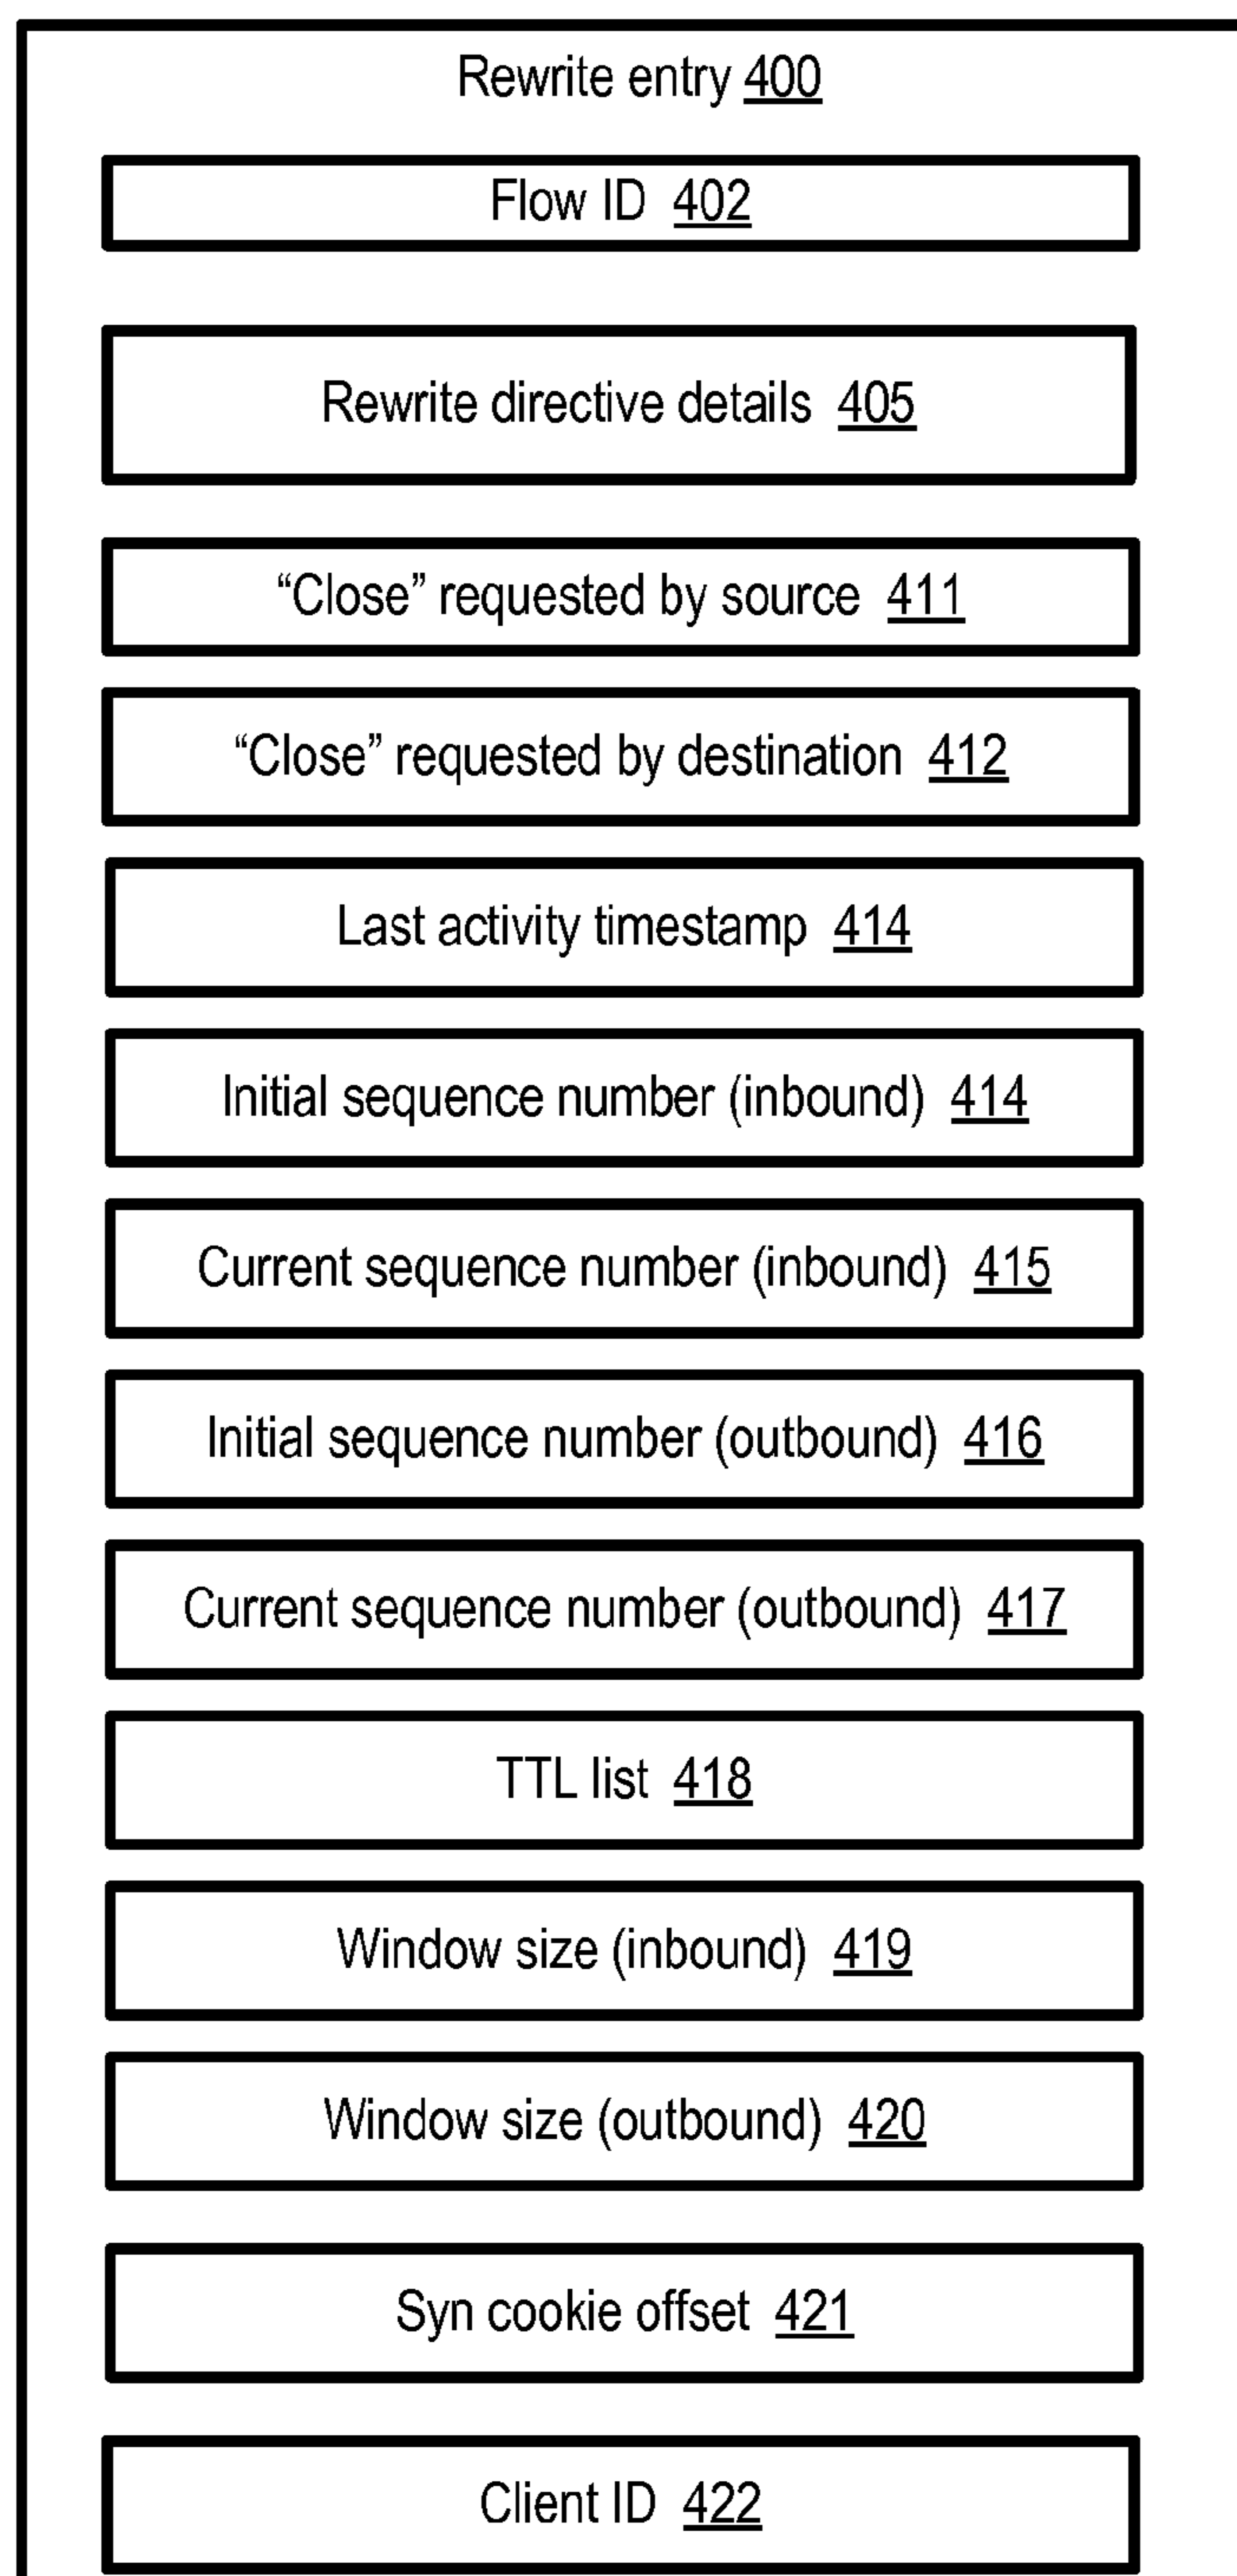 Rewrite entry 400
Flow ID 402
Rewrite directive details 405
“Close” requested by source 411
“Close” requested by destination 412
Last activity timestamp 414
Initial sequence number (inbound) 414
Current sequence number (inbound) 415
Initial sequence number (outbound) 416
Current sequence number (outbound) 417
TTL list 418
Window size (inbound) 419
Window size (outbound) 420
Syn cookie offset 421
Client ID 422